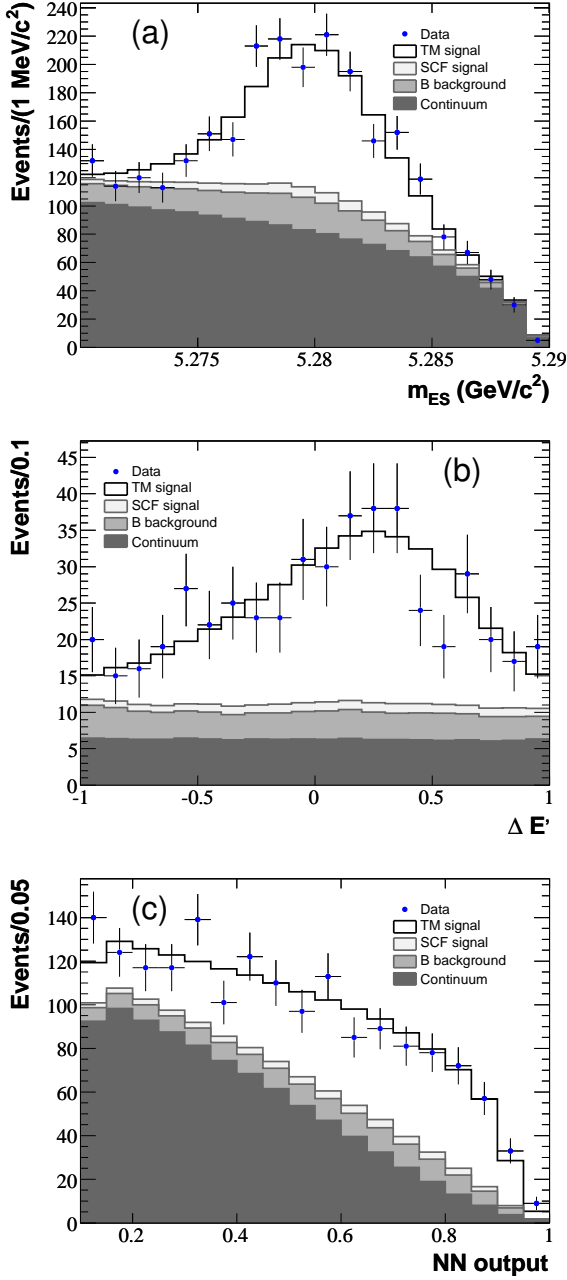 (a)
Events/(1 MeV/c²)
240
220
200
180
160
140
120
100
80
60
40
20
0
Data
TM signal
SCF signal
B background
Continuum
5.275
5.28
5.285
5.29
m_ES (GeV/c²)
(b)
Events/0.1
45
40
35
30
25
20
15
10
5
0
Data
TM signal
SCF signal
B background
Continuum
-1
-0.5
0
0.5
1
Δ E'
(c)
Events/0.05
140
120
100
80
60
40
20
0
Data
TM signal
SCF signal
B background
Continuum
0.2
0.4
0.6
0.8
1
NN output